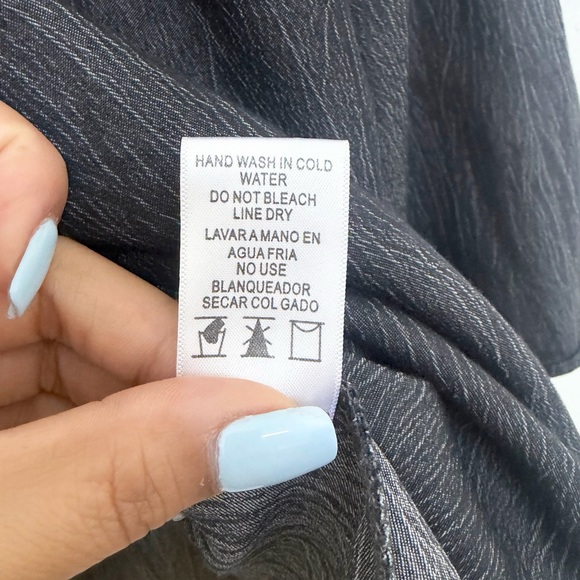 HAND WASH IN COLD
WATER
DO NOT BLEACH
LINE DRY
LAVAR A MANO EN
AGUA FRIA
NO USE
BLANQUEADOR
SECAR COL GADO